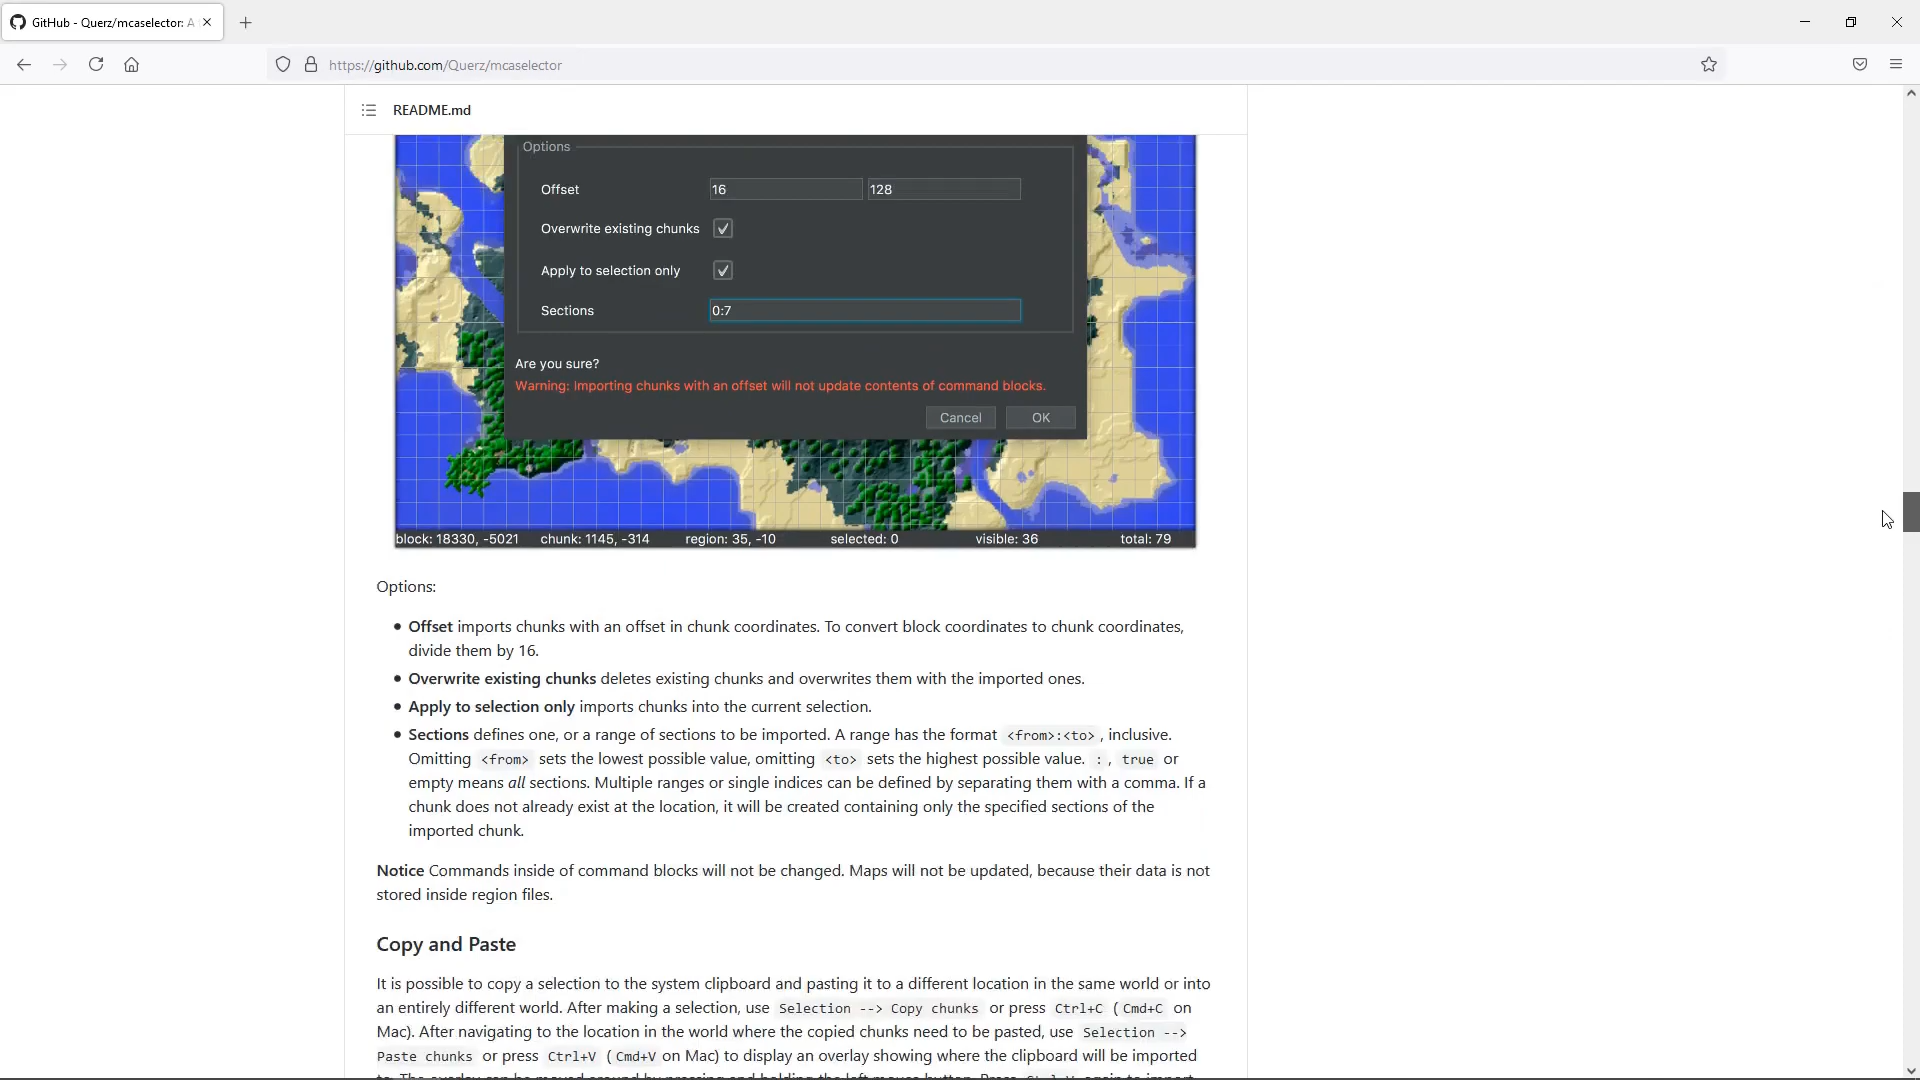 GitHub - Querz/mcaselector: A
https://github.com/Querz/mcaselector
README.md
Options
Offset 16 128
Overwrite existing chunks
Apply to selection only
Sections 0:7
Are you sure?
Warning: Importing chunks with an offset will not update contents of command blocks.
Cancel OK
block: 18330, -5021 chunk: 1145, -314 region: 35, -10 selected: 0 visible: 36 total: 79
Options:
Offset imports chunks with an offset in chunk coordinates. To convert block coordinates to chunk coordinates,
divide them by 16.
Overwrite existing chunks deletes existing chunks and overwrites them with the imported ones.
Apply to selection only imports chunks into the current selection.
Sections defines one, or a range of sections to be imported. A range has the format <from>:<to> , inclusive.
Omitting <from> sets the lowest possible value, omitting <to> sets the highest possible value. : , true or
empty means all sections. Multiple ranges or single indices can be defined by separating them with a comma. If a
chunk does not already exist at the location, it will be created containing only the specified sections of the
imported chunk.
Notice Commands inside of command blocks will not be changed. Maps will not be updated, because their data is not
stored inside region files.
Copy and Paste
It is possible to copy a selection to the system clipboard and pasting it to a different location in the same world or into
an entirely different world. After making a selection, use Selection --> Copy chunks or press Ctrl+C ( Cmd+C on
Mac). After navigating to the location in the world where the copied chunks need to be pasted, use Selection -->
Paste chunks or press Ctrl+V ( Cmd+V on Mac) to display an overlay showing where the clipboard will be imported